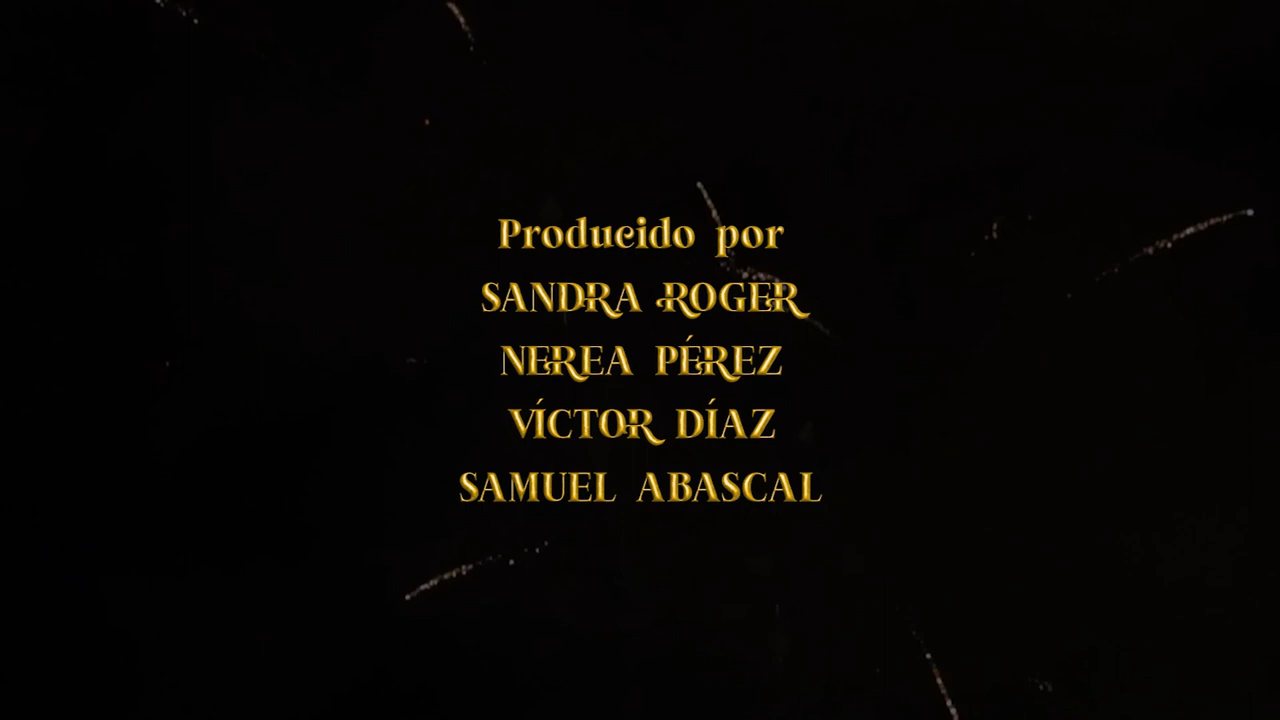 Producido por
SANDRA ROGER
NEREA PÉREZ
VÍCTOR DÍAZ
SAMUEL ABASCAL